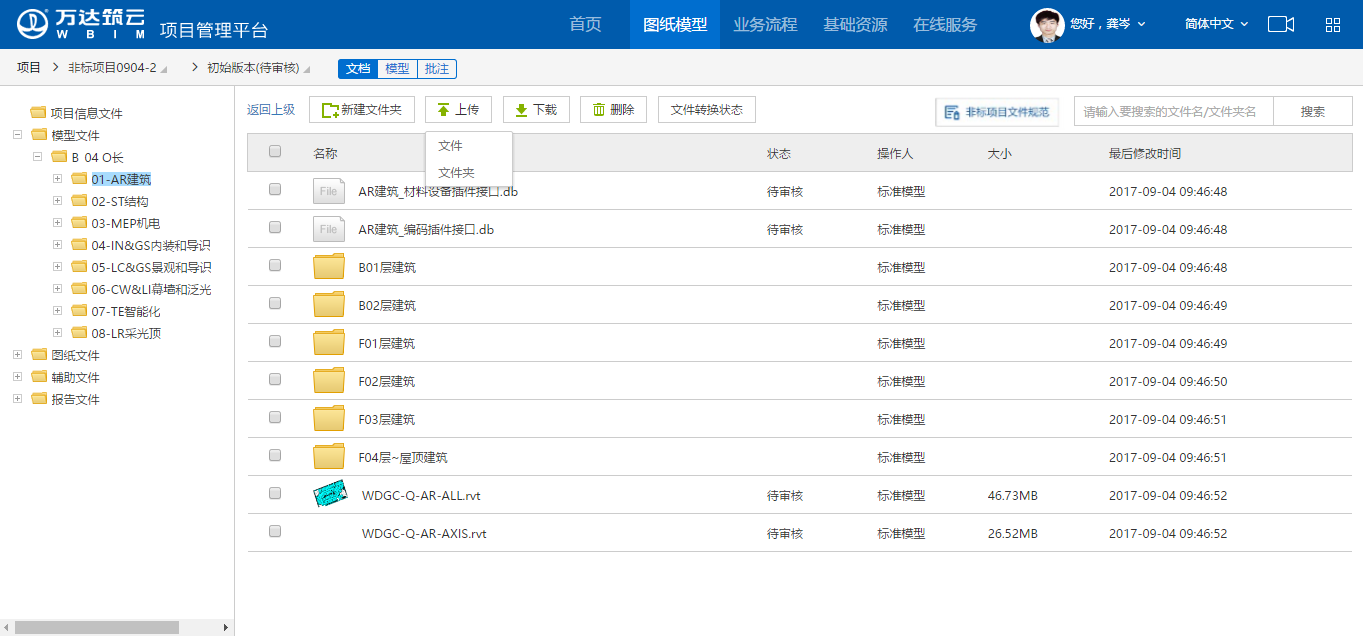 万达筑云
WBIM
项目管理平台
首页 图纸模型 业务流程 基础资源 在线服务
您好，龚岑
简体中文
项目 > 非标项目0904-2 > 初始版本(待审核)
文档 模型 批注
项目信息文件
模型文件
B 04 O长
01-AR建筑
02-ST结构
03-MEP机电
04-IN&GS内装和导识
05-LC&GS景观和导识
06-CW&LI幕墙和泛光
07-TE智能化
08-LR采光顶
图纸文件
辅助文件
报告文件
返回上级 新建文件夹 上传 下载 删除 文件转换状态 非标项目文件规范 请输入要搜索的文件名/文件夹名 搜索
文件
文件夹
名称 状态 操作人 大小 最后修改时间
File AR建筑_材料设备插件接口.db 待审核 标准模型 2017-09-04 09:46:48
File AR建筑_编码插件接口.db 待审核 标准模型 2017-09-04 09:46:48
B01层建筑 标准模型 2017-09-04 09:46:48
B02层建筑 标准模型 2017-09-04 09:46:49
F01层建筑 标准模型 2017-09-04 09:46:49
F02层建筑 标准模型 2017-09-04 09:46:50
F03层建筑 标准模型 2017-09-04 09:46:51
F04层~屋顶建筑 标准模型 2017-09-04 09:46:51
WDGC-Q-AR-ALL.rvt 待审核 标准模型 46.73MB 2017-09-04 09:46:52
WDGC-Q-AR-AXIS.rvt 待审核 标准模型 26.52MB 2017-09-04 09:46:52